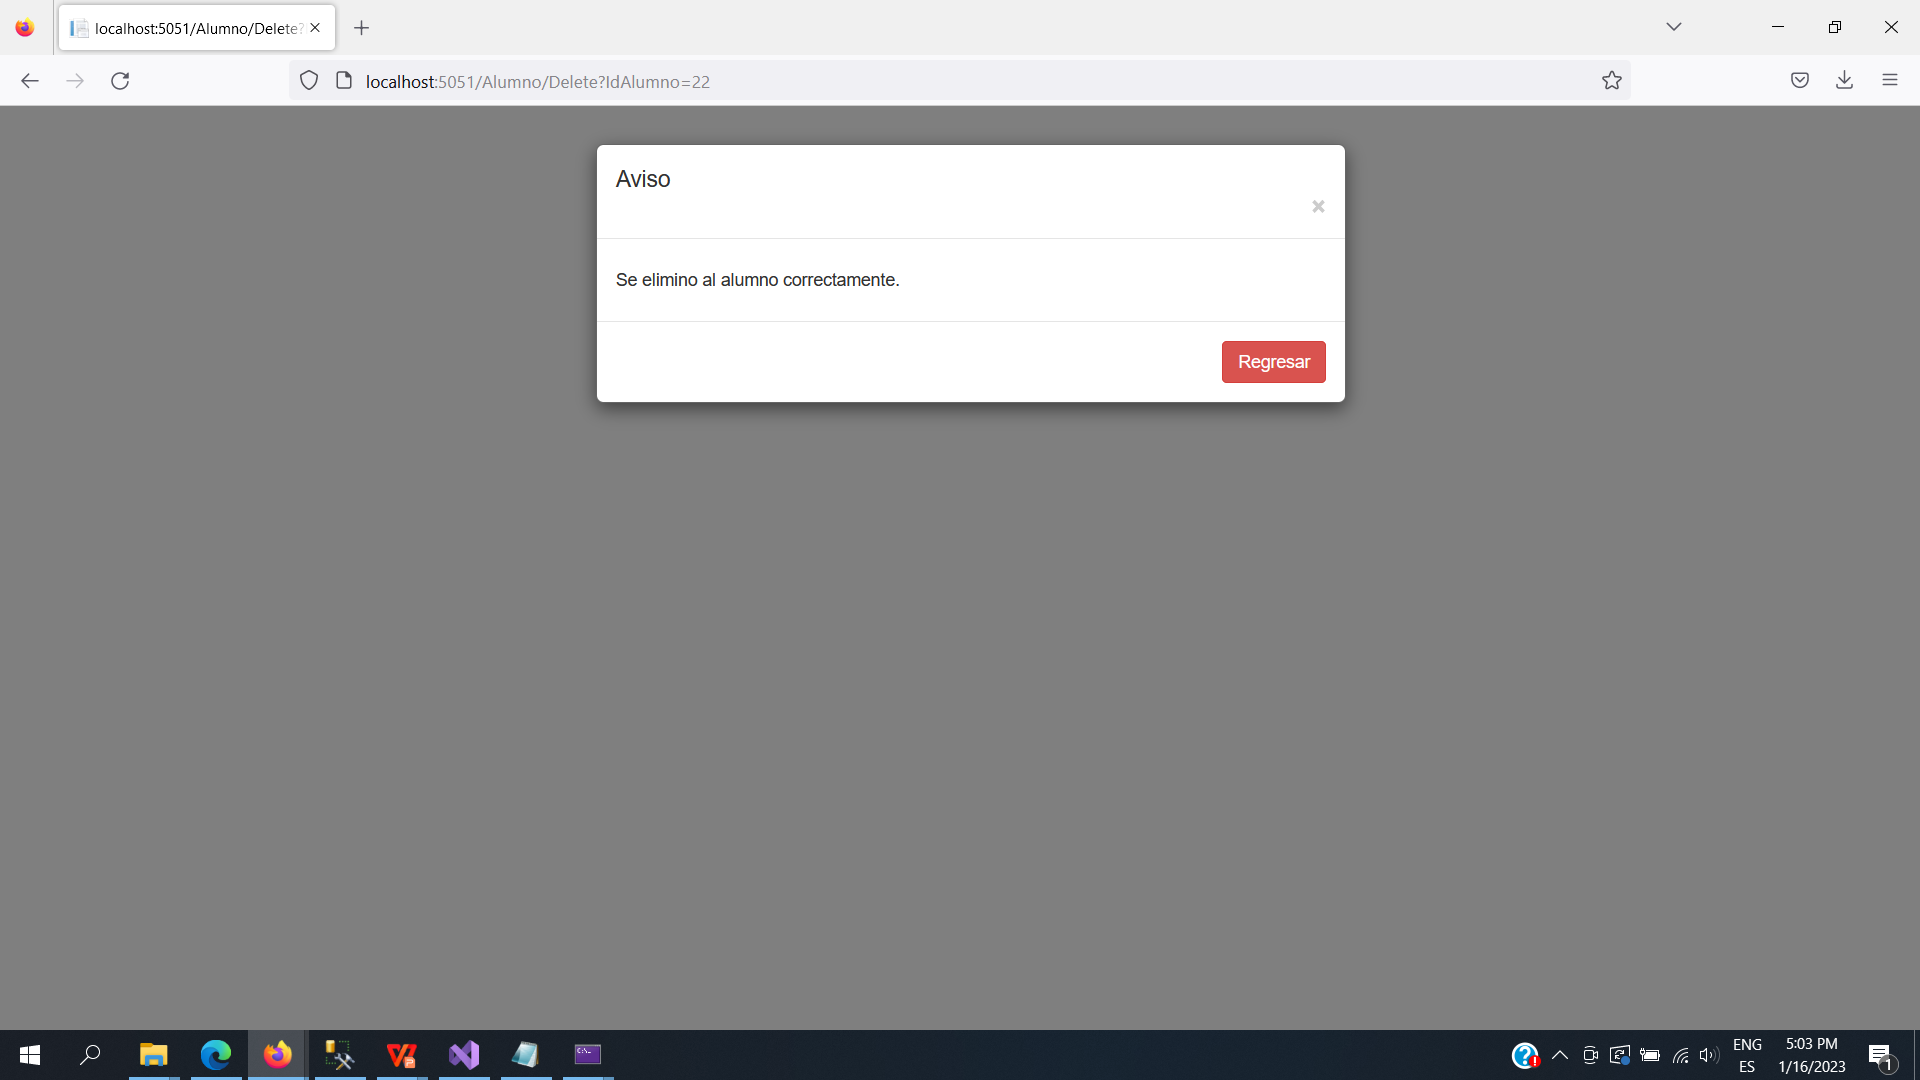 localhost:5051/Alumno/Delete?
localhost:5051/Alumno/Delete?IdAlumno=22
Aviso
×
Se elimino al alumno correctamente.
Regresar
ENG
ES
5:03 PM
1/16/2023
1